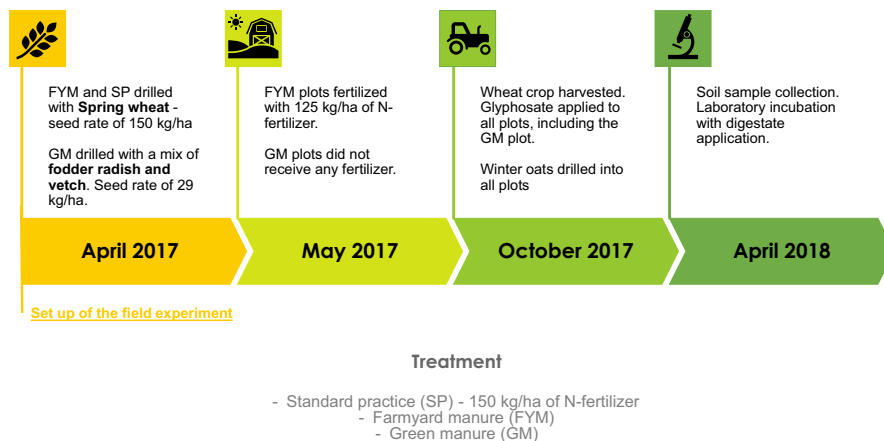 FYM and SP drilled
with Spring wheat -
seed rate of 150 kg/ha
GM drilled with a mix of
fodder radish and
vetch. Seed rate of 29
kg/ha.
FYM plots fertilized
with 125 kg/ha of N-
fertilizer.
GM plots did not
receive any fertilizer.
Wheat crop harvested.
Glyphosate applied to
all plots, including the
GM plot.
Winter oats drilled into
all plots
Soil sample collection.
Laboratory incubation
with digestate
application.
April 2017
May 2017
October 2017
April 2018
Set up of the field experiment
Treatment
- Standard practice (SP) - 150 kg/ha of N-fertilizer
- Farmyard manure (FYM)
- Green manure (GM)